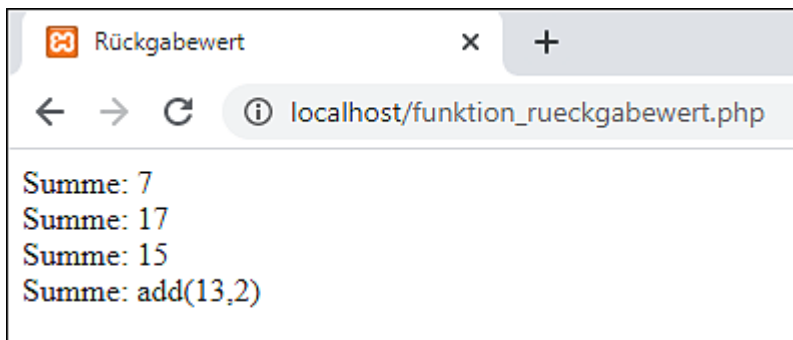 Rückgabewert
localhost/funktion_rueckgabewert.php
Summe: 7
Summe: 17
Summe: 15
Summe: add(13,2)